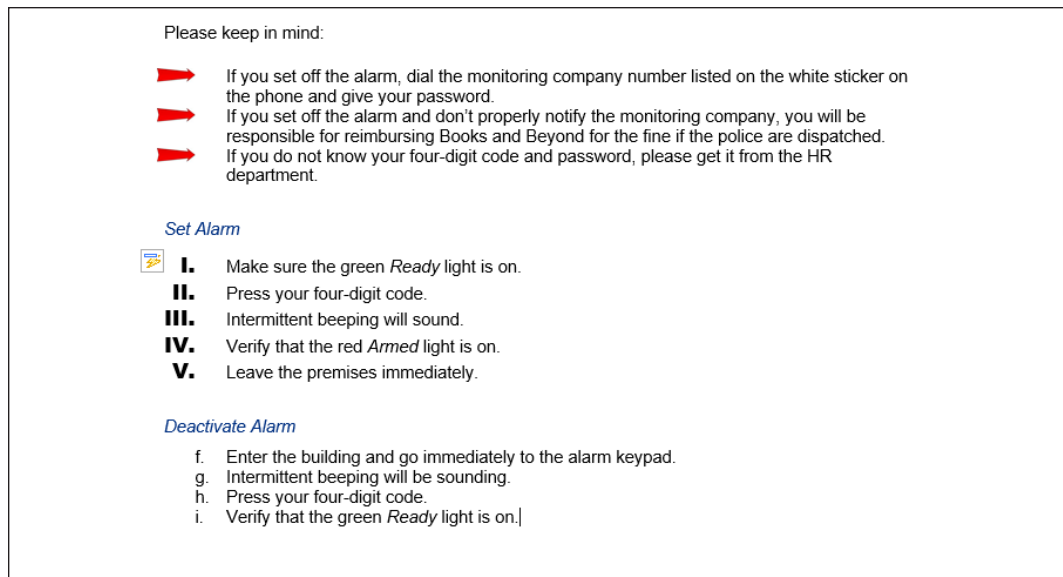 Please keep in mind:
If you set off the alarm, dial the monitoring company number listed on the white sticker on
the phone and give your password.
If you set off the alarm and don’t properly notify the monitoring company, you will be
responsible for reimbursing Books and Beyond for the fine if the police are dispatched.
If you do not know your four-digit code and password, please get it from the HR
department.
Set Alarm
I. Make sure the green Ready light is on.
II. Press your four-digit code.
III. Intermittent beeping will sound.
IV. Verify that the red Armed light is on.
V. Leave the premises immediately.
Deactivate Alarm
f. Enter the building and go immediately to the alarm keypad.
g. Intermittent beeping will be sounding.
h. Press your four-digit code.
i. Verify that the green Ready light is on.